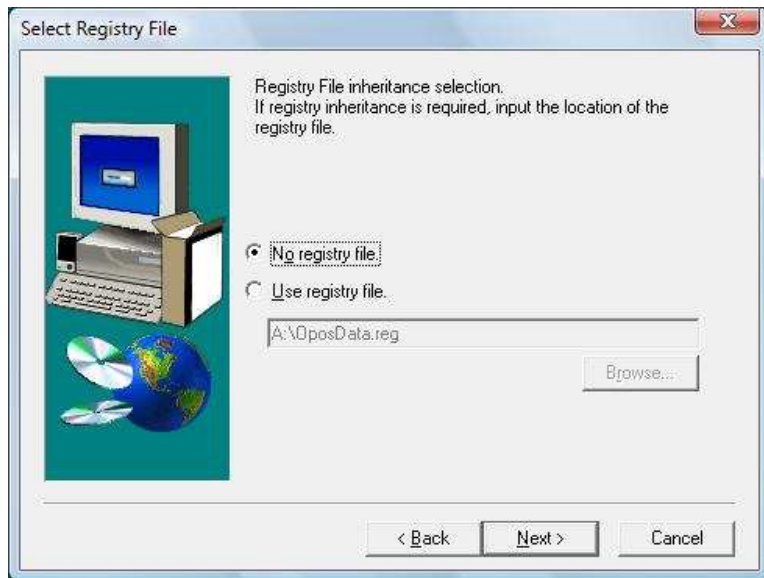 Select Registry File
Registry File inheritance selection.
If registry inheritance is required, input the location of the
registry file.
No registry file.
Use registry file.
A:\OposData.reg
Browse...
< Back
Next >
Cancel